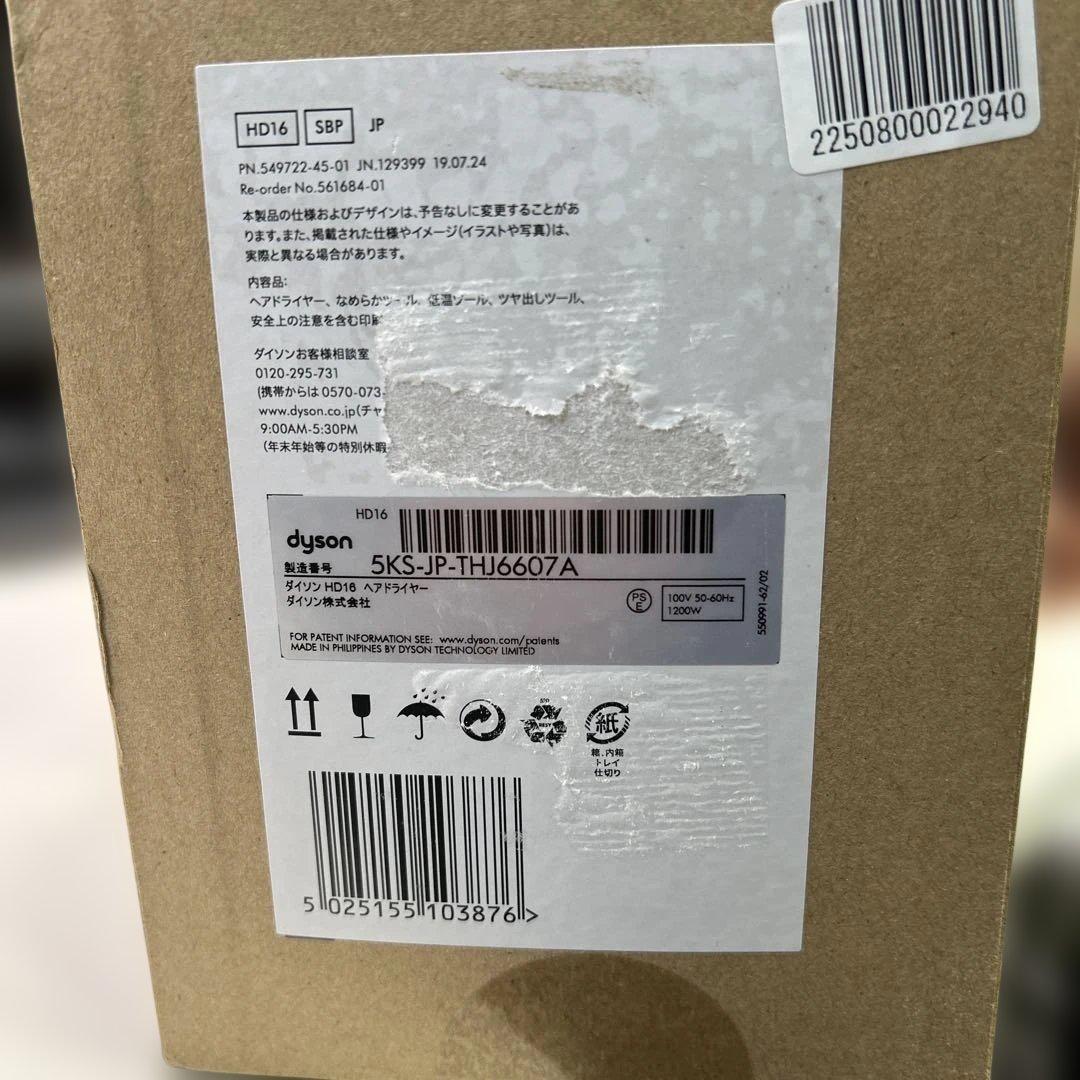 2250800022940
HD16 SBP JP
PN.549722-45-01 JN.129399 19.07.24
Re-order No.561684-01
本製品の仕様およびデザインは、予告なしに変更することがあ
ります。また、掲載された仕様やイメージ(イラストや写真)は、
実際と異なる場合があります。
内容品:
ヘアドライヤー、なめらかツール、低温ツール、ツヤ出しツール、
安全上の注意を含む印刷
ダイソンお客様相談室
0120-295-731
(携帯からは 0570-073-
www.dyson.co.jp(チャ
9:00AM-5:30PM
(年末年始等の特別休暇
HD16
dyson
製造番号 5KS-JP-THJ6607A
ダイソン HD16 ヘアドライヤー
ダイソン株式会社
PS
E
100V 50-60Hz
1200W
550991-62/02
FOR PATENT INFORMATION SEE: www.dyson.com/patents
MADE IN PHILIPPINES BY DYSON TECHNOLOGY LIMITED
RESY
紙
箱、内箱
トレイ
仕切り
5 025155 103876 >